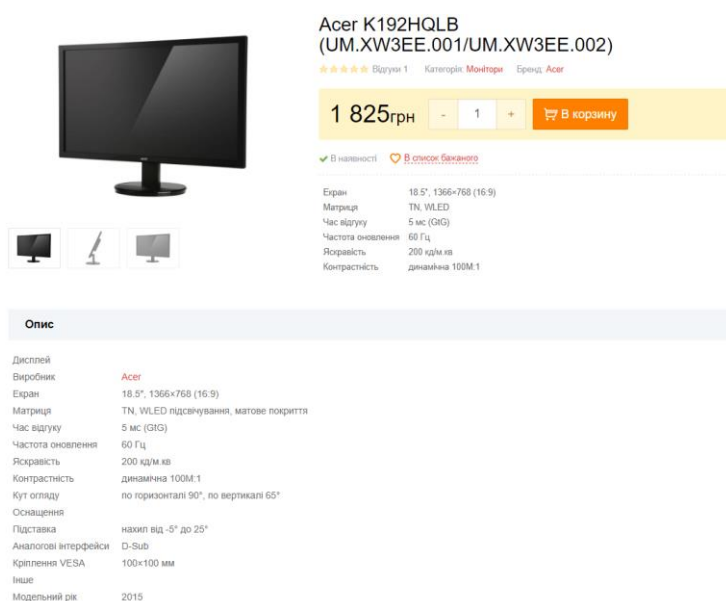 Acer K192HQLB
(UM.XW3EE.001/UM.XW3EE.002)
Відгуки 1 Категорія: Монітори Бренд: Acer
1 825грн - 1 + В корзину
В наявності В список бажаного
Екран 18.5", 1366×768 (16:9)
Матриця TN, WLED
Час відгуку 5 мс (GtG)
Частота оновлення 60 Гц
Яскравість 200 кд/м.кв
Контрастність динамічна 100М:1
Опис
Дисплей
Виробник Acer
Екран 18.5", 1366×768 (16:9)
Матриця TN, WLED підсвічування, матове покриття
Час відгуку 5 мс (GtG)
Частота оновлення 60 Гц
Яскравість 200 кд/м.кв
Контрастність динамічна 100М:1
Кут огляду по горизонталі 90°, по вертикалі 65°
Оснащення
Підставка нахил від -5° до 25°
Аналогові інтерфейси D-Sub
Кріплення VESA 100×100 мм
Інше
Модельний рік 2015